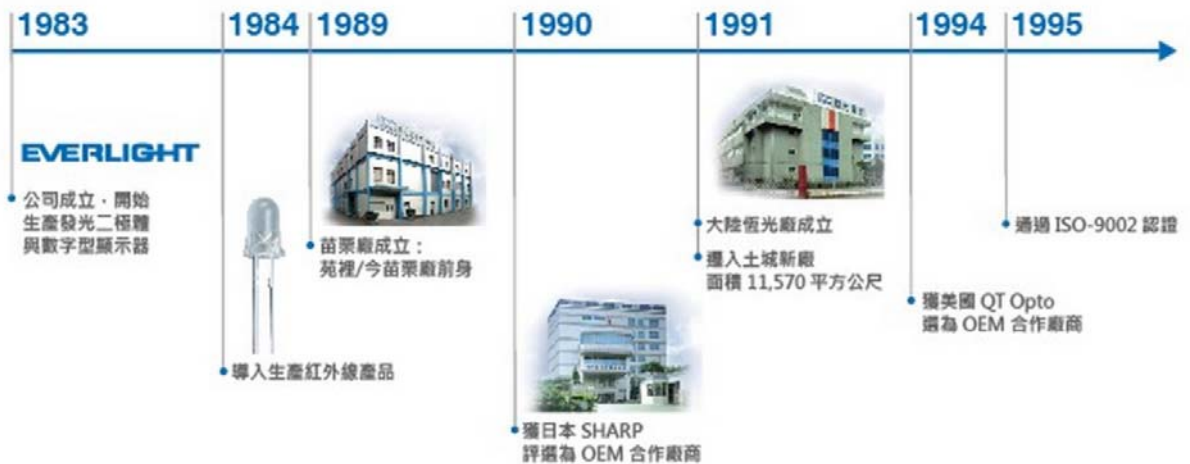 1983
1984
1989
1990
1991
1994
1995
EVERLIGHT
公司成立．開始
生產發光二極體
與數字型顯示器
導入生產紅外線產品
苗栗廠成立：
苑裡/今苗栗廠前身
獲日本 SHARP
評選為 OEM 合作廠商
大陸恆光廠成立
遷入土城新廠
面積 11,570 平方公尺
獲美國 QT Opto
選為 OEM 合作廠商
通過 ISO-9002 認證